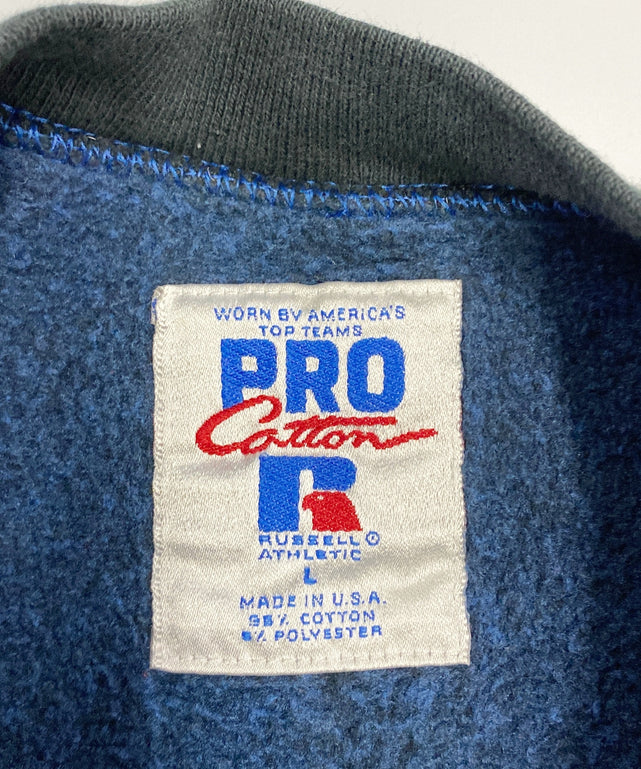 WORN BY AMERICA'S
TOP TEAMS
PRO
Cotton
R
RUSSELL ®
ATHLETIC
L
MADE IN U.S.A.
95% COTTON
5% POLYESTER